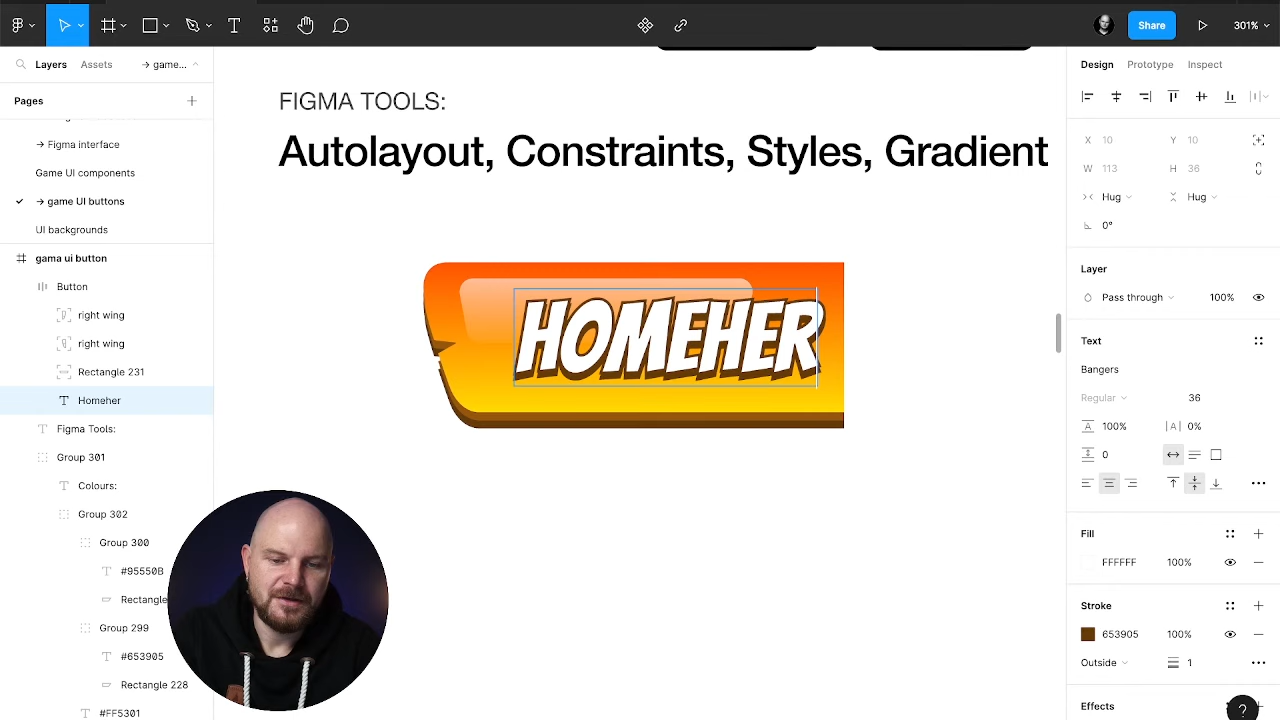 Share
301%
Layers
Assets
→ game...
Design
Prototype
Inspect
Pages
→ Figma interface
Game UI components
→ game UI buttons
UI backgrounds
gama ui button
Button
right wing
right wing
Rectangle 231
Homeher
Figma Tools:
Group 301
Colours:
Group 302
Group 300
#95550B
Rectangle
Group 299
#653905
Rectangle 228
#FF5301
FIGMA TOOLS:
Autolayout, Constraints, Styles, Gradient
HOMEHER
X 10 Y 10
W 113 H 36
Hug Hug
0°
Layer
Pass through 100%
Text
Bangers
Regular 36
A 100% |A| 0%
0
Fill
FFFFFF 100%
Stroke
653905 100%
Outside 1
Effects
?